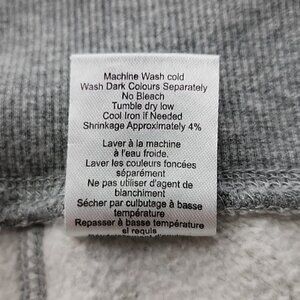 Machine Wash cold
Wash Dark Colours Separately
No Bleach
Tumble dry low
Cool Iron if Needed
Shrinkage Approximately 4%
Laver à la machine
à l'eau froide.
Laver les couleurs foncées
séparément
Ne pas utiliser d'agent de
blanchiment
Sécher par culbutage à basse
température
Repasser à basse température
si requis